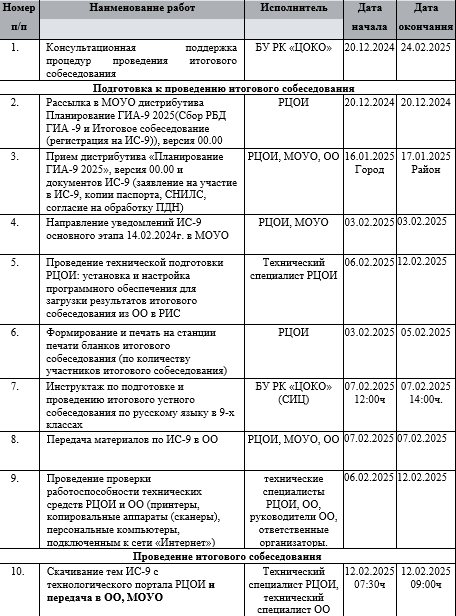 Номер п/п Наименование работ Исполнитель Дата начала Дата окончания
1. Консультационная поддержка БУ РК «ЦОКО» 20.12.2024 24.02.2025
процедур проведения итогового
собеседования
Подготовка к проведению итогового собеседования
2. Рассылка в МОУО дистрибутива РЦОИ 20.12.2024 20.12.2024
Планирование ГИА-9 2025(Сбор РБД
ГИА -9 и Итоговое собеседование
(регистрация на ИС-9)), версия 00.00
3. Прием дистрибутива «Планирование РЦОИ, МОУО, ОО 16.01.2025 17.01.2025
ГИА-9 2025», версия 00.00 и Город Район
документов ИС-9 (заявление на участие
в ИС-9, копии паспорта, СНИЛС,
согласие на обработку ПДН)
4. Направление уведомлений ИС-9 РЦОИ, МОУО 03.02.2025 03.02.2025
основного этапа 14.02.2024г. в МОУО
5. Проведение технической подготовки Технический 06.02.2025 12.02.2025
РЦОИ: установка и настройка специалист РЦОИ
программного обеспечения для
загрузки результатов итогового
собеседования из ОО в РИС
6. Формирование и печать на станции РЦОИ 03.02.2025 05.02.2025
печати бланков итогового
собеседования (по количеству
участников итогового собеседования)
7. Инструктаж по подготовке и БУ РК «ЦОКО» 07.02.2025 07.02.2025
проведению итогового устного (СИЦ) 12:00ч 14:00ч.
собеседования по русскому языку в 9-х
классах
8. Передача материалов по ИС-9 в ОО РЦОИ, МОУО, ОО 07.02.2025 07.02.2025
9. Проведение проверки технические 06.02.2025 12.02.2025
работоспособности технических специалисты
средств РЦОИ и ОО (принтеры, РЦОИ, ОО,
копировальные аппараты (сканеры), руководители ОО,
персональные компьютеры, ответственные
подключенным к сети «Интернет») организаторы.
Проведение итогового собеседования
10. Скачивание тем ИС-9 с Технический 12.02.2025 12.02.2025
технологического портала РЦОИ и специалист РЦОИ, 07:30ч 09:00ч
передача в ОО, МОУО технический
специалист ОО